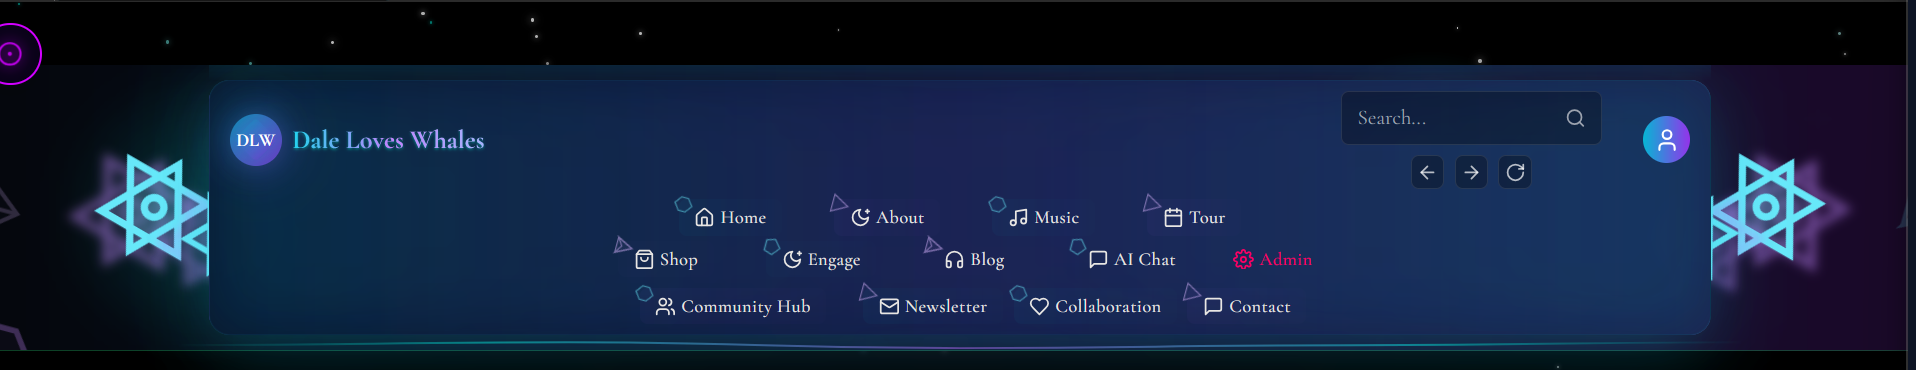 DLW Dale Loves Whales
Search...
Home About Music Tour
Shop Engage Blog AI Chat Admin
Community Hub Newsletter Collaboration Contact